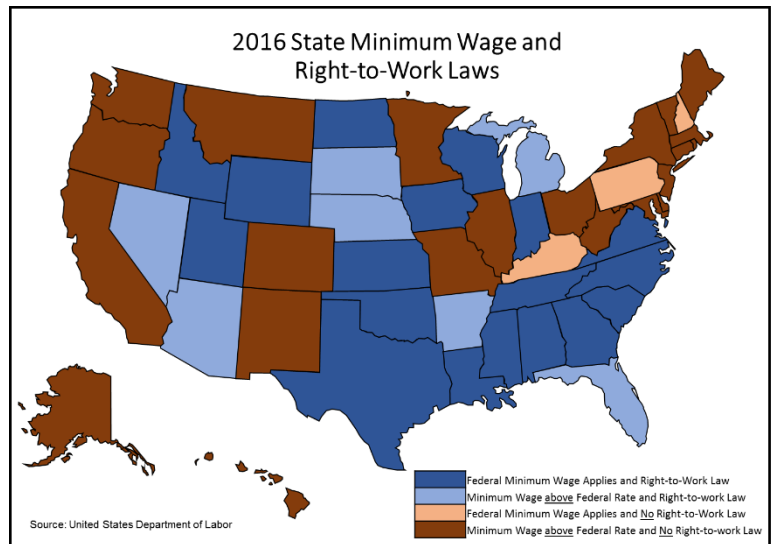 2016 State Minimum Wage and
Right-to-Work Laws
Federal Minimum Wage Applies and Right-to-Work Law
Minimum Wage above Federal Rate and Right-to-work Law
Federal Minimum Wage Applies and No Right-to-Work Law
Minimum Wage above Federal Rate and No Right-to-work Law
Source: United States Department of Labor